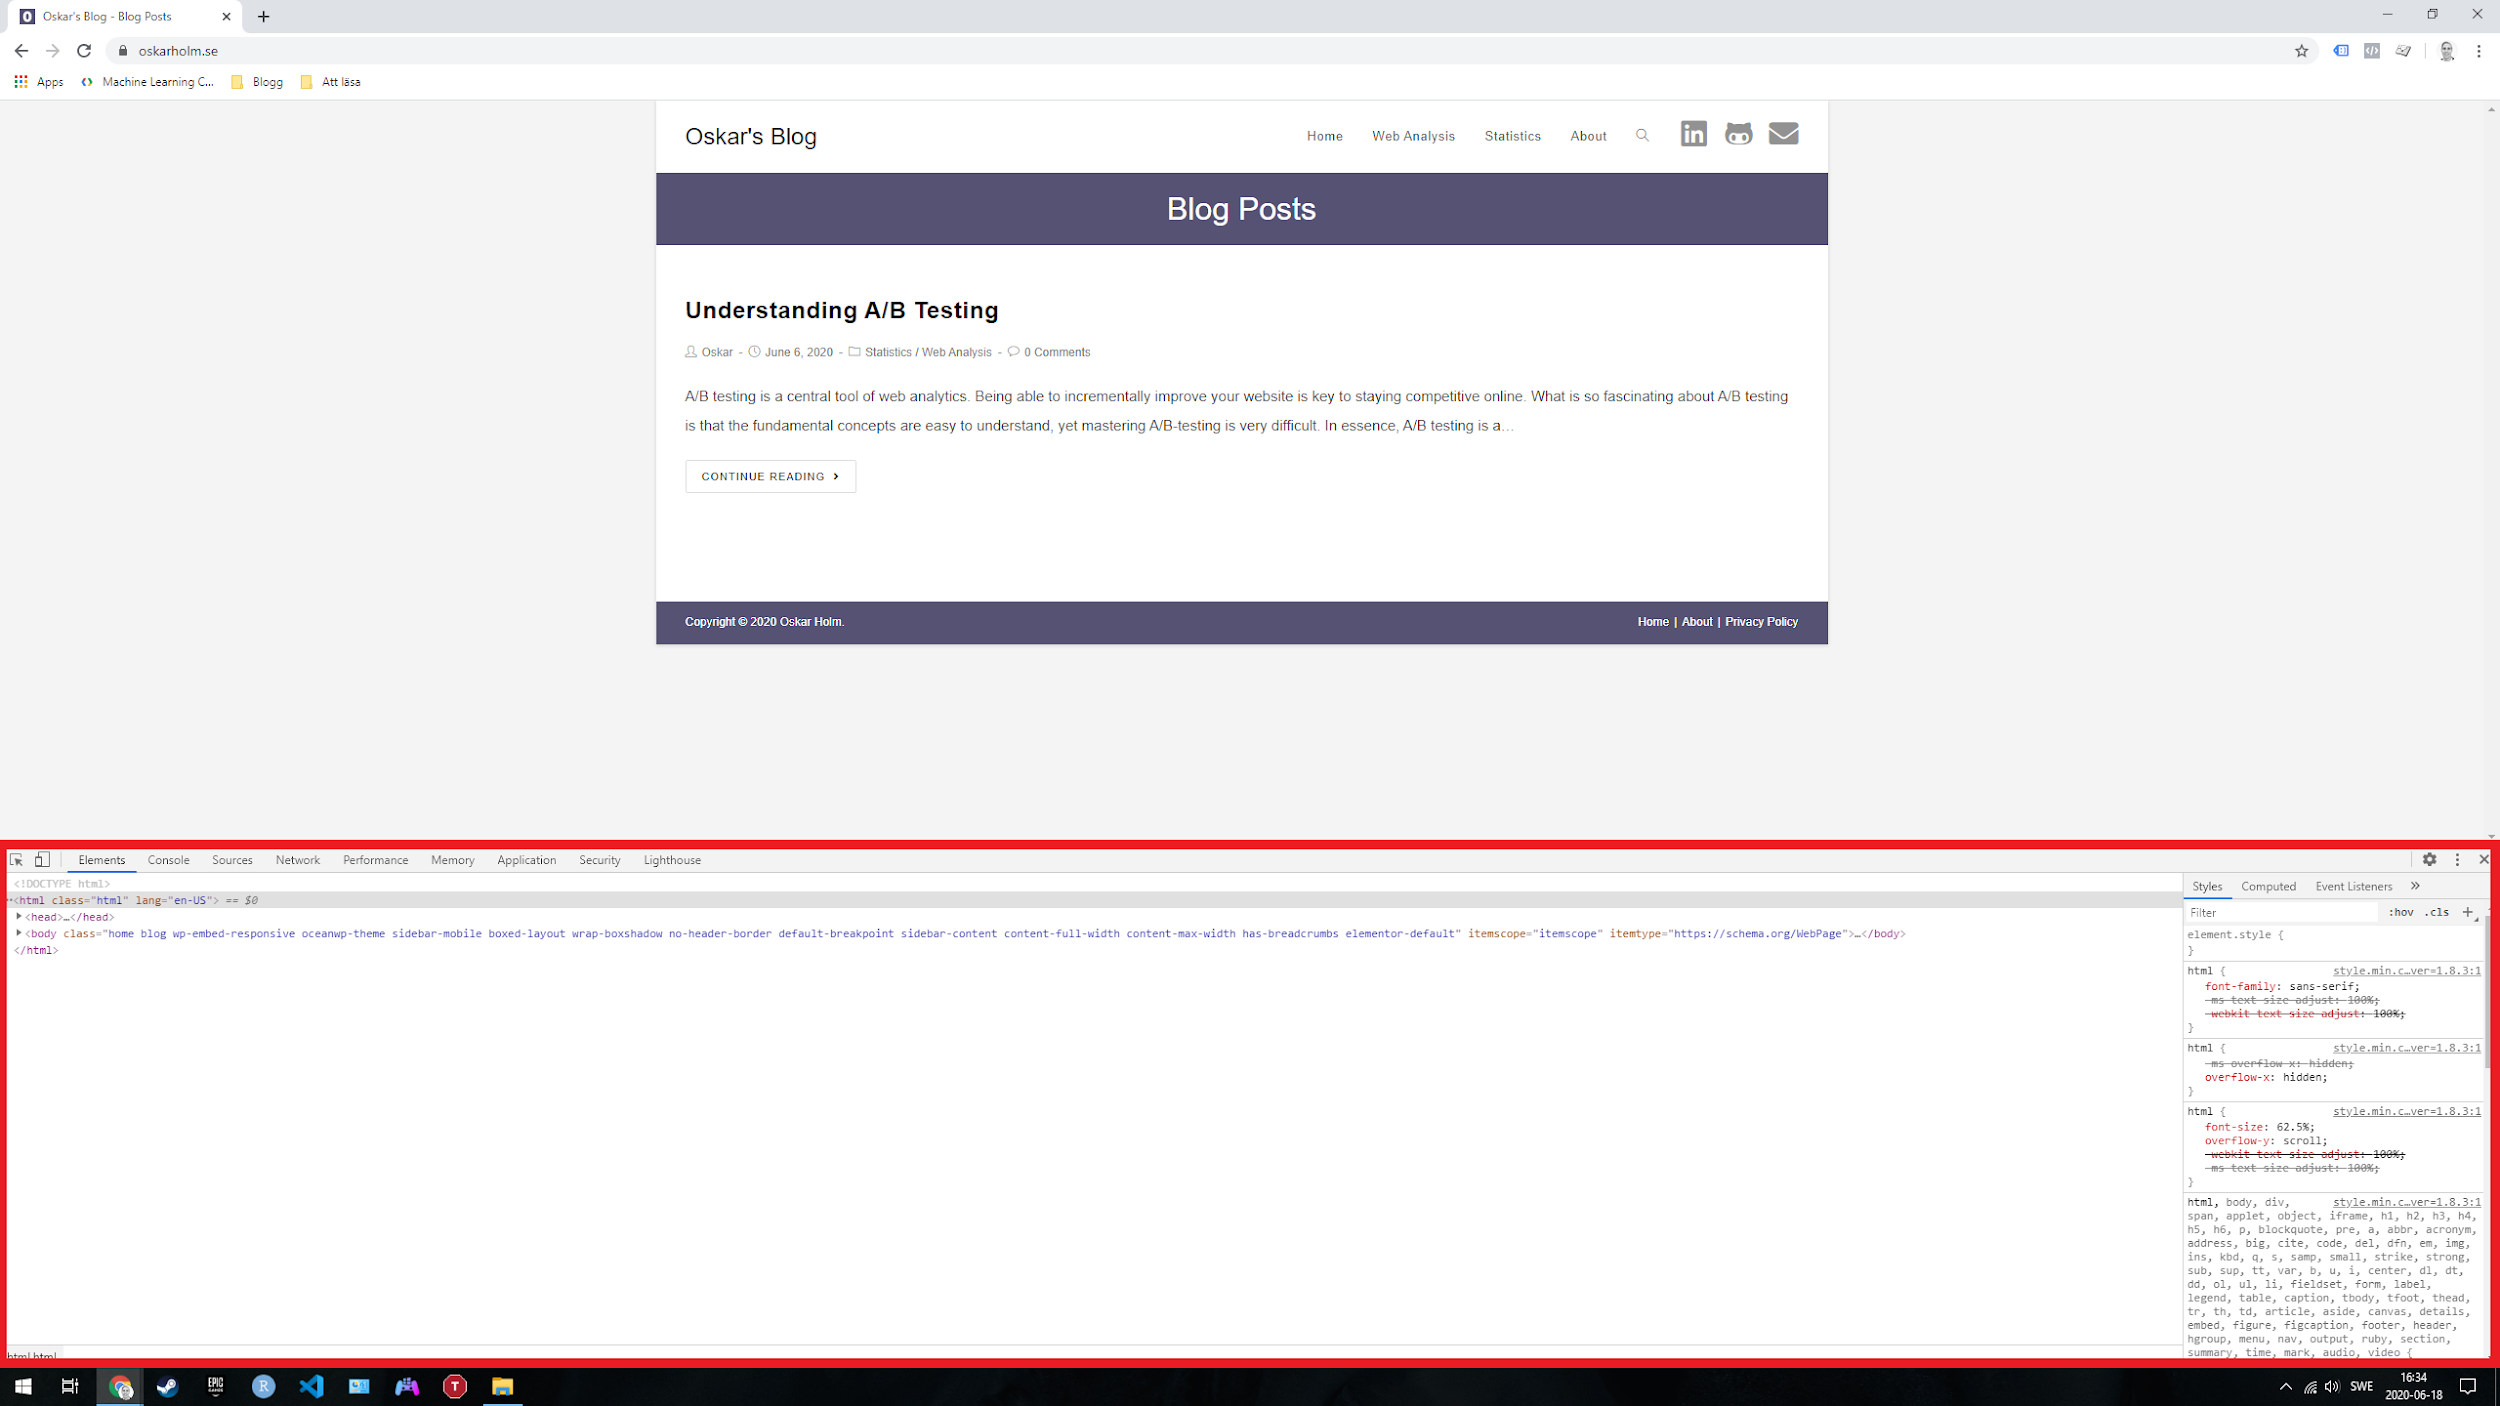 Oskar's Blog - Blog Posts
oskarholm.se
Apps Machine Learning C... Blogg Att läsa
Oskar's Blog
Home Web Analysis Statistics About
Blog Posts
Understanding A/B Testing
Oskar - June 6, 2020 - Statistics / Web Analysis - 0 Comments
A/B testing is a central tool of web analytics. Being able to incrementally improve your website is key to staying competitive online. What is so fascinating about A/B testing
is that the fundamental concepts are easy to understand, yet mastering A/B-testing is very difficult. In essence, A/B testing is a…
CONTINUE READING >
Copyright © 2020 Oskar Holm.
Home | About | Privacy Policy
Elements Console Sources Network Performance Memory Application Security Lighthouse
<!DOCTYPE html>
<html class="html" lang="en-US"> == $0
<head>…</head>
<body class="home blog wp-embed-responsive oceanwp-theme sidebar-mobile boxed-layout wrap-boxshadow no-header-border default-breakpoint sidebar-content content-full-width content-max-width has-breadcrumbs elementor-default" itemscope="itemscope" itemtype="https://schema.org/WebPage">…</body>
</html>
html html
Styles Computed Event Listeners »
Filter :hov .cls +
element.style {
}
html { style.min.c…ver=1.8.3:1
font-family: sans-serif;
-ms-text-size-adjust: 100%;
-webkit-text-size-adjust: 100%;
}
html { style.min.c…ver=1.8.3:1
-ms-overflow-x: hidden;
overflow-x: hidden;
}
html { style.min.c…ver=1.8.3:1
font-size: 62.5%;
overflow-y: scroll;
-webkit-text-size-adjust: 100%;
-ms-text-size-adjust: 100%;
}
html, body, div, style.min.c…ver=1.8.3:1
span, applet, object, iframe, h1, h2, h3, h4,
h5, h6, p, blockquote, pre, a, abbr, acronym,
address, big, cite, code, del, dfn, em, img,
ins, kbd, q, s, samp, small, strike, strong,
sub, sup, tt, var, b, u, i, center, dl, dt,
dd, ol, ul, li, fieldset, form, label,
legend, table, caption, tbody, tfoot, thead,
tr, th, td, article, aside, canvas, details,
embed, figure, figcaption, footer, header,
hgroup, menu, nav, output, ruby, section,
summary, time, mark, audio, video {
EPIC
GAMES
R
T
SWE
16:34
2020-06-18